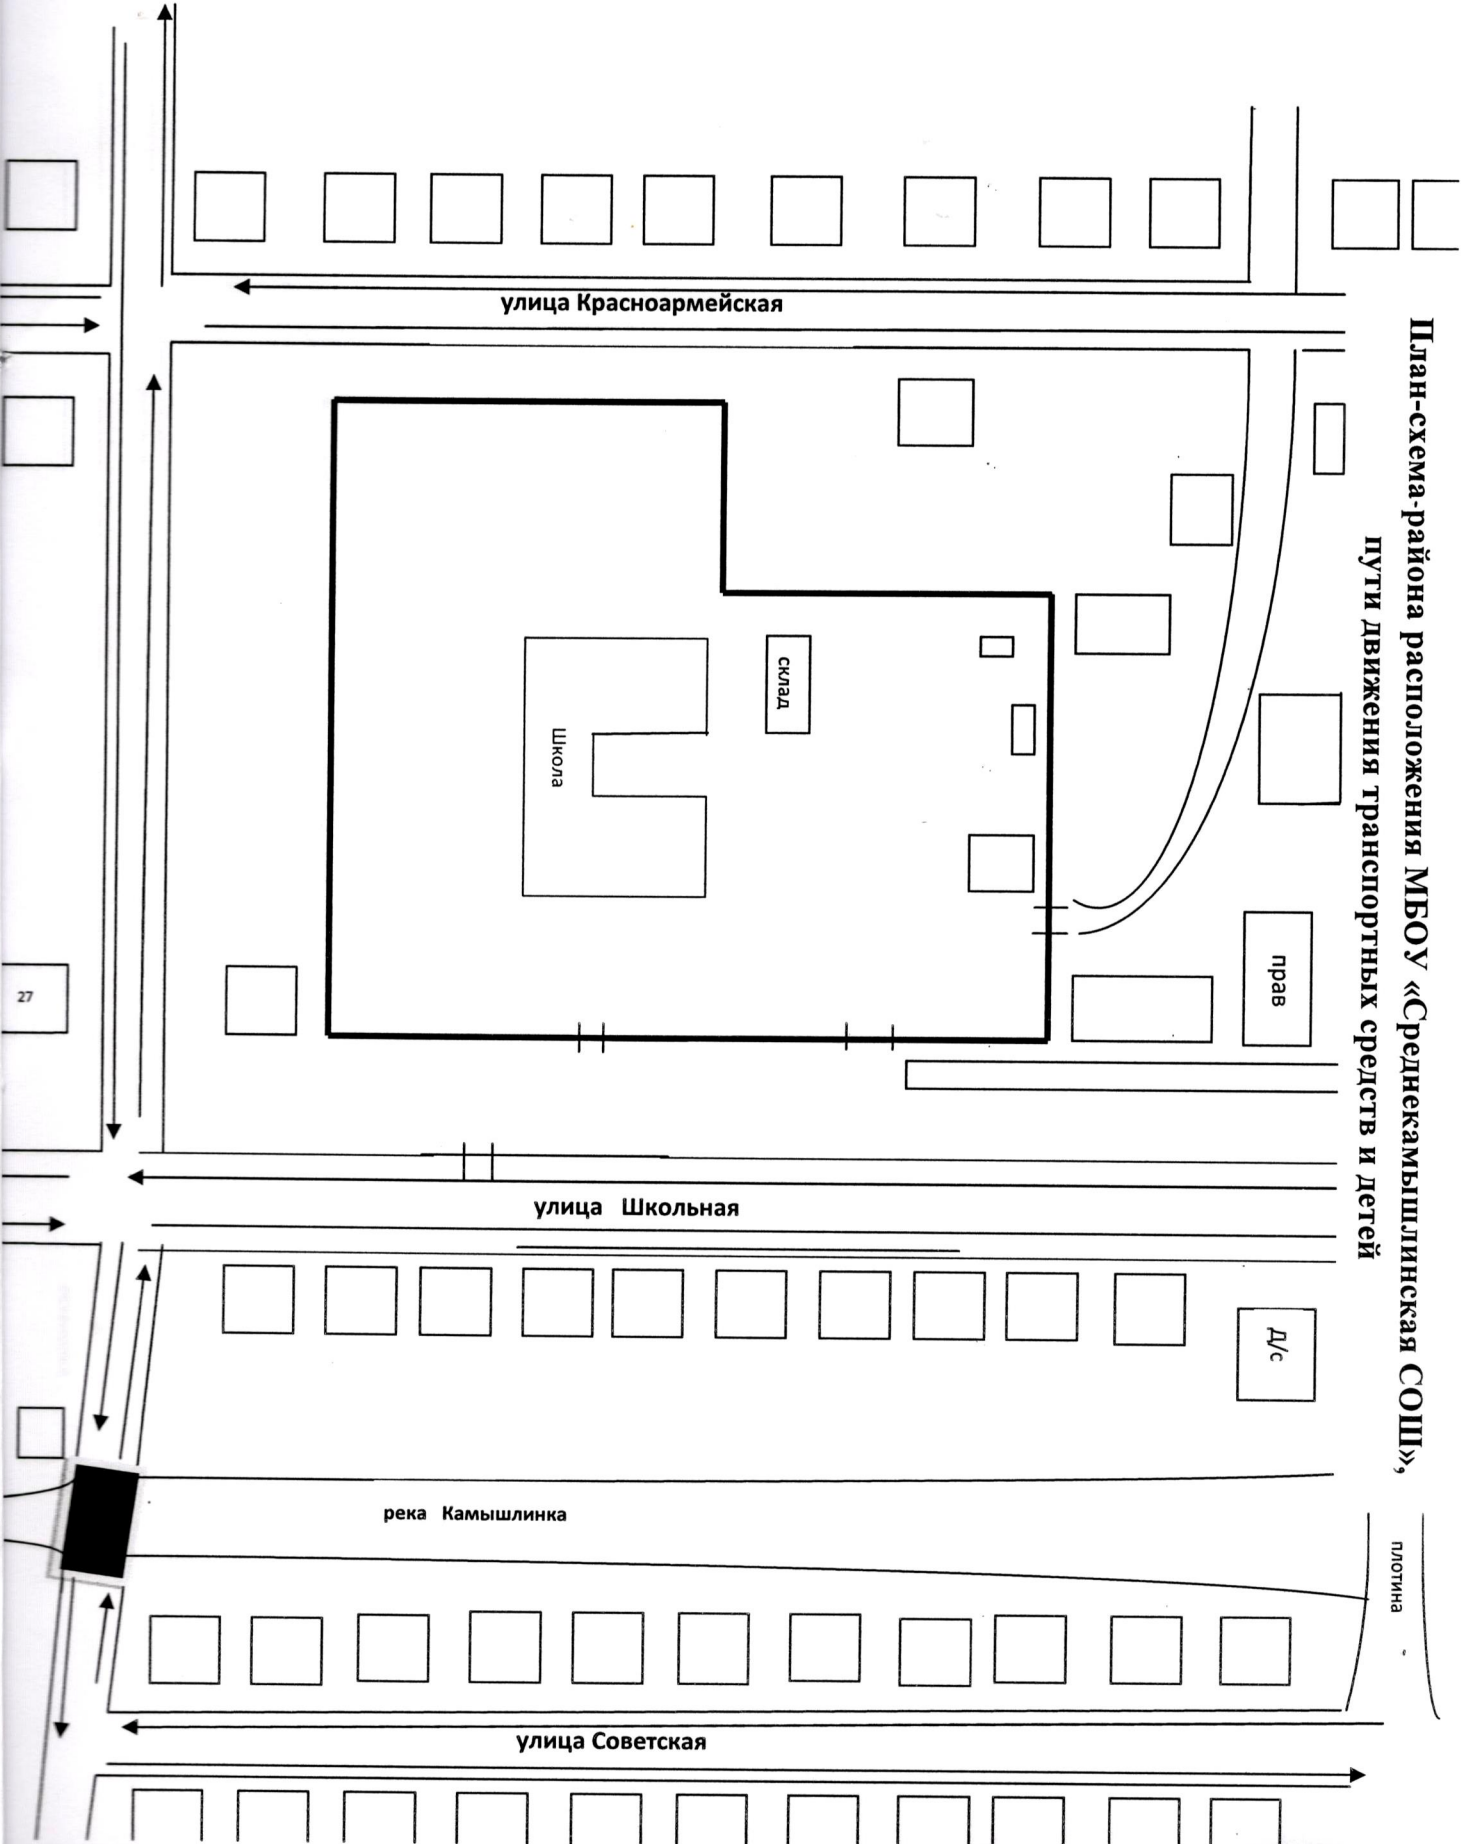 План-схема-района расположения МБОУ «Среднекамышлинская СОШ»,
пути движения транспортных средств и детей
улица Красноармейская
склад
Школа
прав
27
улица Школьная
Д/с
река Камышлинка
плотина
улица Советская